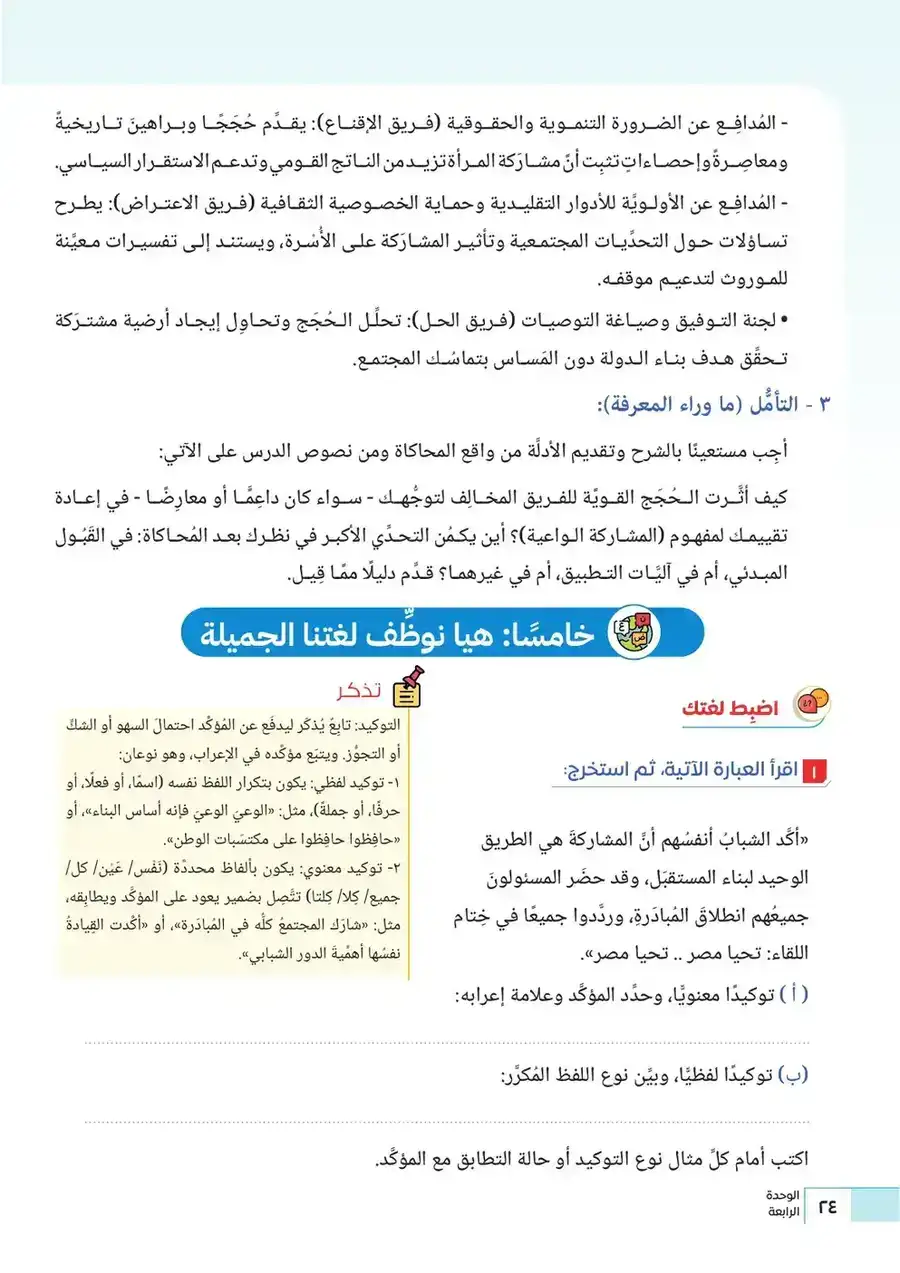 - المُدافِع عن الضرورة التنموية والحقوقية (فريق الإقناع): يقدِّم حُجَجًا وبراهينَ تاريخيةً
ومعاصِرةً وإحصاءاتٍ تثبِت أنَّ مشارَكة المرأة تزيد من الناتج القومي وتدعم الاستقرار السياسي.
- المُدافِع عن الأولويَّة للأدوار التقليدية وحماية الخصوصية الثقافية (فريق الاعتراض): يطرح
تساؤلات حول التحدِّيات المجتمعية وتأثير المشارَكة على الأُسْرة، ويستند إلى تفسيرات معيَّنة
للموروث لتدعيم موقفه.
• لجنة التوفيق وصياغة التوصيات (فريق الحل): تحلِّل الحُجَج وتحاوِل إيجاد أرضية مشترَكة
تحقَّق هدف بناء الدولة دون المَساس بتماسُك المجتمع.
٣ - التأمُّل (ما وراء المعرفة):
أجِب مستعينًا بالشرح وتقديم الأدلَّة من واقع المحاكاة ومن نصوص الدرس على الآتي:
كيف أثَّرت الحُجَج القويَّة للفريق المخالِف لتوجُّهك - سواء كان داعِمًّا أو معارِضًّا - في إعادة
تقييمك لمفهوم (المشاركة الواعية)؟ أين يكمُن التحدِّي الأكبر في نظرك بعد المُحاكاة: في القَبُول
المبدئي، أم في آليَّات التطبيق، أم في غيرهما؟ قدِّم دليلًا ممَّا قِيل.
خامسًا: هيا نوظِّف لغتنا الجميلة
اضبِط لغتك
١ اقرأ العبارة الآتية، ثم استخرج:
«أكَّد الشبابُ أنفسُهم أنَّ المشاركةَ هي الطريق
الوحيد لبناء المستقبَل، وقد حضَر المسئولونَ
جميعُهم انطلاقَ المُبادَرةِ، وردَّدوا جميعًا في خِتام
اللقاء: تحيا مصر .. تحيا مصر».
تذكر
التوكيد: تابِعٌ يُذكَر ليدفَع عن المُؤكَّد احتمالَ السهو أو الشكِّ
أو التجوُّز. ويتبَع مؤكَّده في الإعراب، وهو نوعان:
١- توكيد لفظي: يكون بتكرار اللفظ نفسه (اسمًا، أو فعلًا، أو
حرفًا، أو جملةً)، مثل: «الوعيَ الوعيَ فإنه أساس البناء»، أو
«حافِظوا حافِظوا على مكتسَبات الوطن».
٢- توكيد معنوي: يكون بألفاظ محدَّدة (نَفْس/ عَيْن/ كل/
جميع/ كلا/ كِلتا) تتَّصِل بضمير يعود على المؤكَّد ويطابِقه،
مثل: «شارَك المجتمعُ كلُّه في المُبادَرة»، أو «أكَّدت القِيادةُ
نفسُها أهمِّيةَ الدور الشبابي».
( أ ) توكيدًا معنويًّا، وحدِّد المؤكَّد وعلامة إعرابه:
(ب) توكيدًا لفظيًّا، وبيِّن نوع اللفظ المُكرَّر:
اكتب أمام كلِّ مثال نوع التوكيد أو حالة التطابق مع المؤكَّد.
الوحدة
الرابعة
٢٤